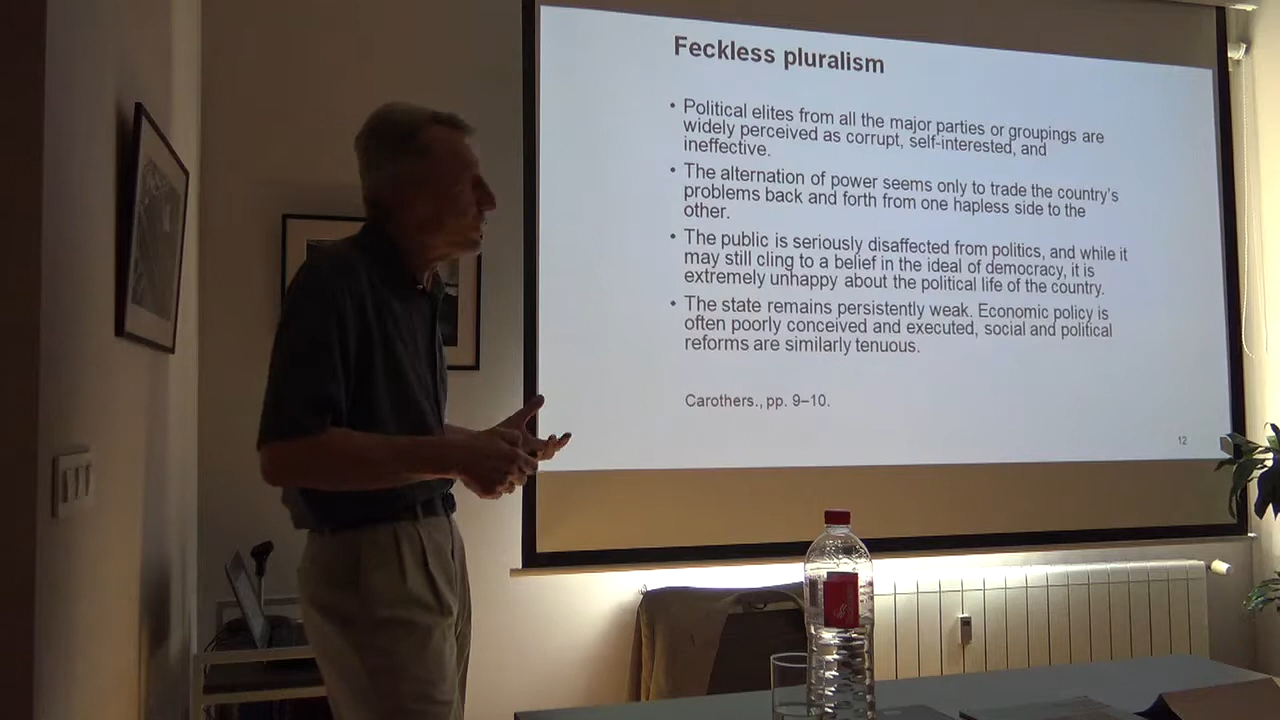 Feckless pluralism
• Political elites from all the major parties or groupings are
widely perceived as corrupt, self-interested, and
ineffective.
• The alternation of power seems only to trade the country's
problems back and forth from one hapless side to the
other.
• The public is seriously disaffected from politics, and while it
may still cling to a belief in the ideal of democracy, it is
extremely unhappy about the political life of the country.
• The state remains persistently weak. Economic policy is
often poorly conceived and executed, social and political
reforms are similarly tenuous.
Carothers., pp. 9–10.
12